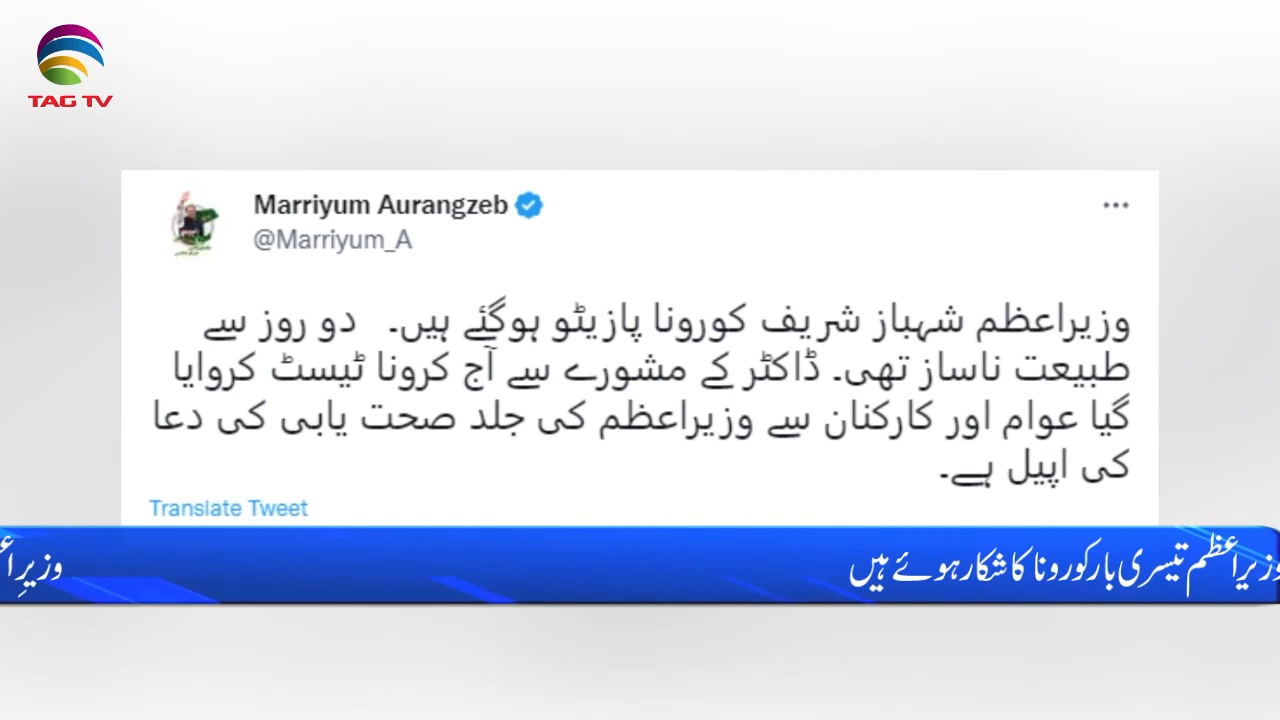 TAG TV
Marriyum Aurangzeb
@Marriyum_A
وزیراعظم شہباز شریف کورونا پازیٹو ہوگئے ہیں۔ دو روز سے
طبیعت ناساز تھی۔ ڈاکٹر کے مشورے سے آج کرونا ٹیسٹ کروایا
گیا عوام اور کارکنان سے وزیراعظم کی جلد صحت یابی کی دعا
کی اپیل ہے۔
Translate Tweet
وزیراعظم تیسری بار کورونا کا شکار ہوئے ہیں